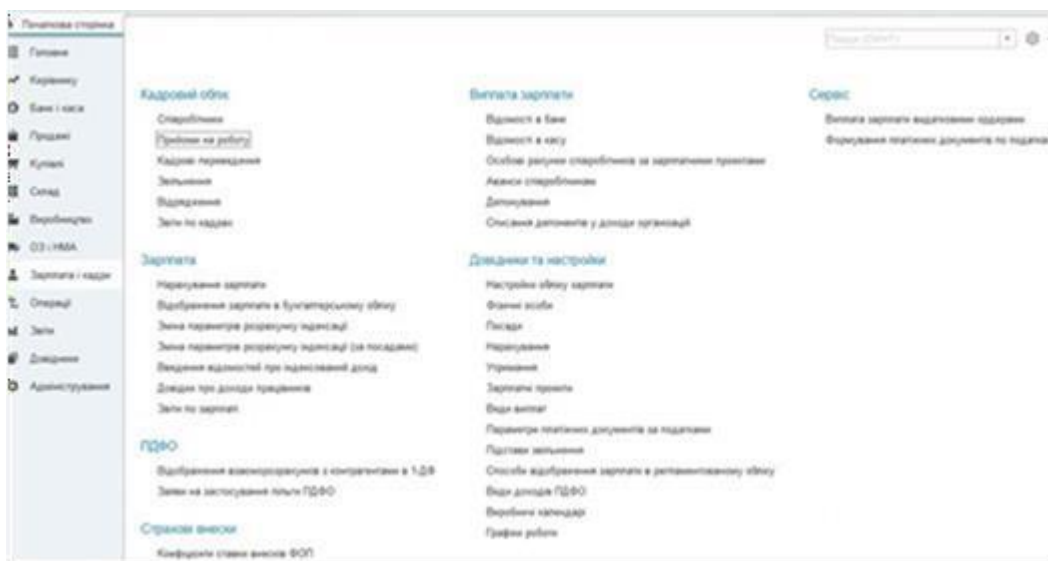 Початкова сторінка
Пошук (Ctrl+F)
Головне
Керівнику
Банк і каса
Продажі
Купівлі
Склад
Виробництво
ОЗ і НМА
Зарплата і кадри
Операції
Звіти
Довідники
Адміністрування
Кадровий облік
Співробітники
Прийоми на роботу
Кадрові переведення
Звільнення
Відрядження
Звіти по кадрах
Зарплата
Нарахування зарплати
Відображення зарплати в бухгалтерському обліку
Зміна параметрів розрахунку індексації
Зміна параметрів розрахунку індексації (за посадами)
Введення відомостей про індексований дохід
Довідки про доходи працівників
Звіти по зарплаті
ПДФО
Відображення взаєморозрахунків з контрагентами в 1-ДФ
Заяви на застосування пільги ПДФО
Страхові внески
Коефіцієнти ставки внесків ФОП
Виплата зарплати
Відомості в банк
Відомості в касу
Особові рахунки співробітників за зарплатними проектами
Аванси співробітникам
Депонування
Списання депонентів у доходи організацій
Довідники та настройки
Настройки обліку зарплати
Фізичні особи
Посади
Нарахування
Утримання
Зарплатні проекти
Види виплат
Параметри платіжних документів за податками
Підстави звільнення
Способи відображення зарплати в регламентованому обліку
Види доходів ПДФО
Виробничі календарі
Графіки роботи
Сервіс
Виплата зарплати видатковими ордерами
Формування платіжних документів по податках